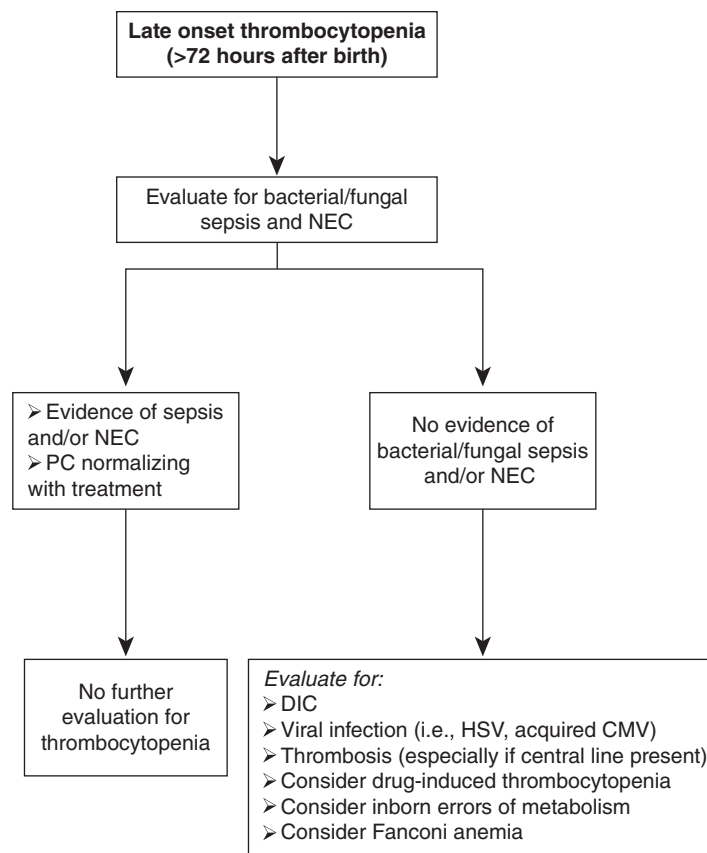 Late onset thrombocytopenia
(>72 hours after birth)
Evaluate for bacterial/fungal
sepsis and NEC
➢ Evidence of sepsis
and/or NEC
➢ PC normalizing
with treatment
No evidence of
bacterial/fungal sepsis
and/or NEC
No further
evaluation for
thrombocytopenia
Evaluate for:
➢ DIC
➢ Viral infection (i.e., HSV, acquired CMV)
➢ Thrombosis (especially if central line present)
➢ Consider drug-induced thrombocytopenia
➢ Consider inborn errors of metabolism
➢ Consider Fanconi anemia